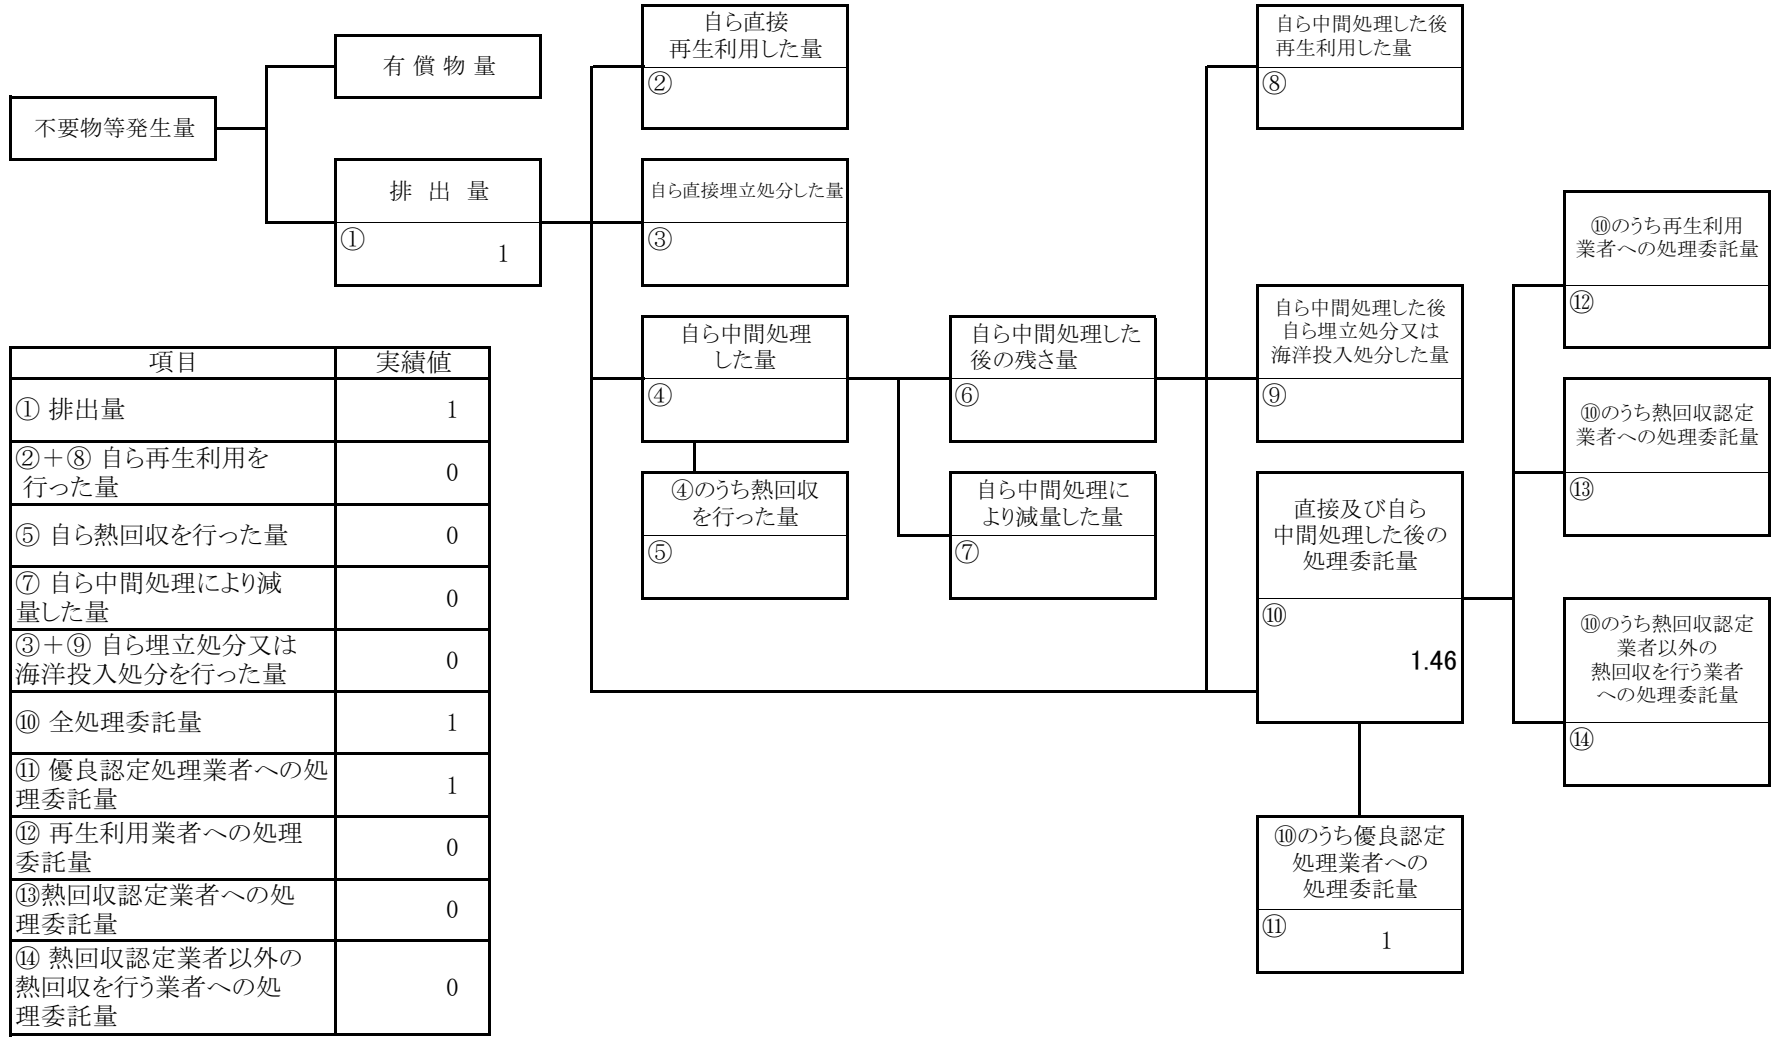 不要物等発生量
有 償 物 量
排 出 量
①
1
自ら直接
再生利用した量
②
自ら直接埋立処分した量
③
自ら中間処理
した量
④
④のうち熱回収
を行った量
⑤
自ら中間処理した
後の残さ量
⑥
自ら中間処理に
より減量した量
⑦
自ら中間処理した後
再生利用した量
⑧
自ら中間処理した後
自ら埋立処分又は
海洋投入処分した量
⑨
直接及び自ら
中間処理した後の
処理委託量
⑩
1.46
⑩のうち優良認定
処理業者への
処理委託量
⑪
1
⑩のうち再生利用
業者への処理委託量
⑫
⑩のうち熱回収認定
業者への処理委託量
⑬
⑩のうち熱回収認定
業者以外の
熱回収を行う業者
への処理委託量
⑭
項目 実績値
① 排出量 1
②＋⑧ 自ら再生利用を
行った量 0
⑤ 自ら熱回収を行った量 0
⑦ 自ら中間処理により減
量した量 0
③＋⑨ 自ら埋立処分又は
海洋投入処分を行った量 0
⑩ 全処理委託量 1
⑪ 優良認定処理業者への処
理委託量 1
⑫ 再生利用業者への処理
委託量 0
⑬熱回収認定業者への処
理委託量 0
⑭ 熱回収認定業者以外の
熱回収を行う業者への処
理委託量 0